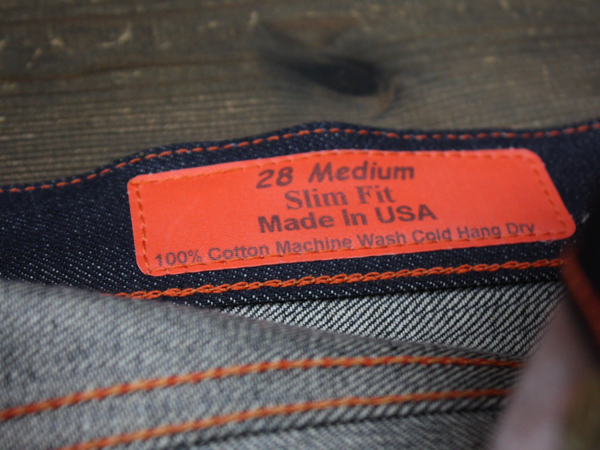 28 Medium
Slim Fit
Made In USA
100% Cotton Machine Wash Cold Hang Dry